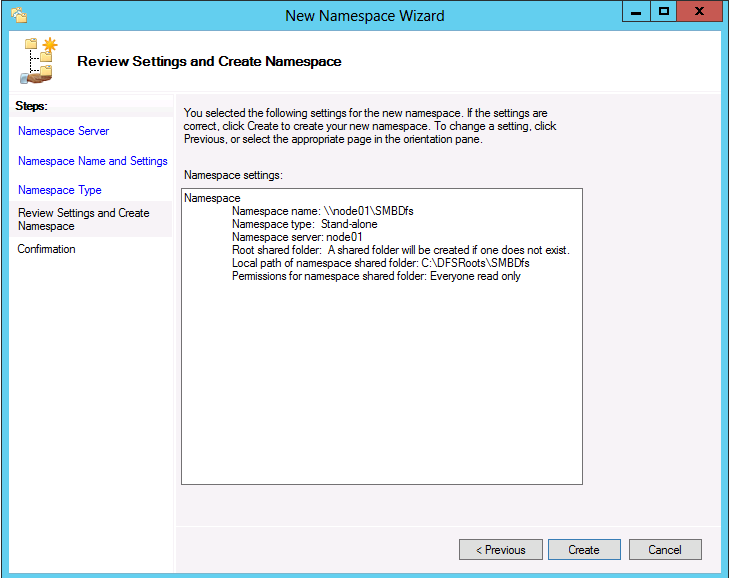 New Namespace Wizard
Review Settings and Create Namespace
Steps:
Namespace Server
Namespace Name and Settings
Namespace Type
Review Settings and Create
Namespace
Confirmation
You selected the following settings for the new namespace. If the settings are
correct, click Create to create your new namespace. To change a setting, click
Previous, or select the appropriate page in the orientation pane.
Namespace settings:
Namespace
Namespace name: \\node01\SMBDfs
Namespace type:  Stand-alone
Namespace server: node01
Root shared folder:  A shared folder will be created if one does not exist.
Local path of namespace shared folder: C:\DFSRoots\SMBDfs
Permissions for namespace shared folder: Everyone read only
< Previous
Create
Cancel